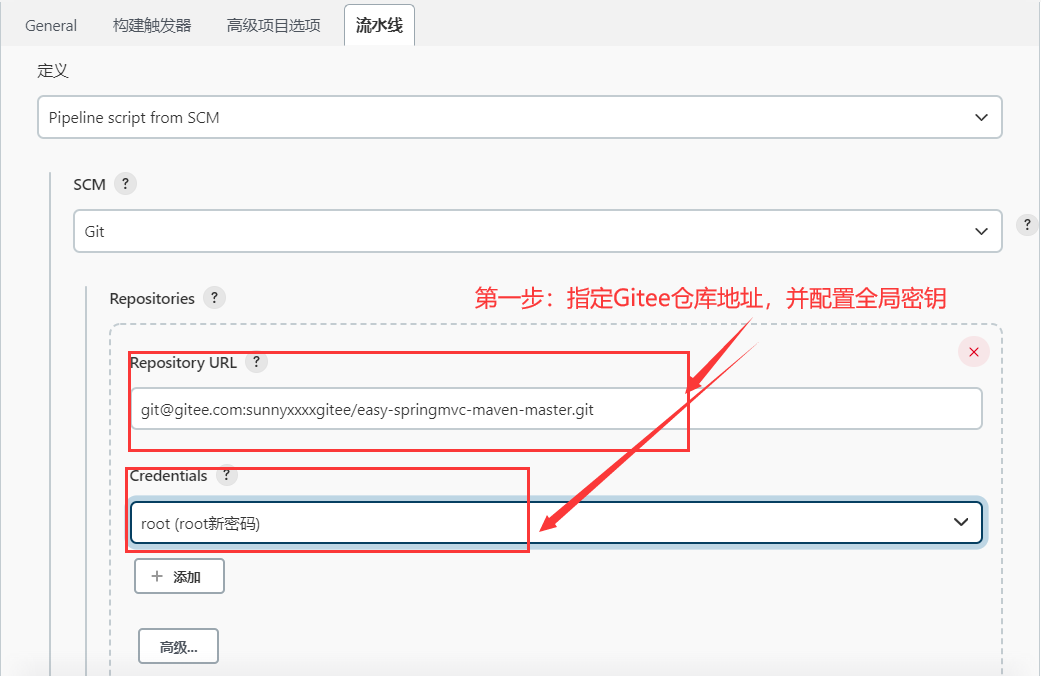 General 构建触发器 高级项目选项 流水线
定义
Pipeline script from SCM
SCM ?
Git
?
Repositories ?
第一步：指定Gitee仓库地址，并配置全局密钥
Repository URL ?
git@gitee.com:sunnyxxxxgitee/easy-springmvc-maven-master.git
Credentials ?
root (root新密码)
+ 添加
高级...